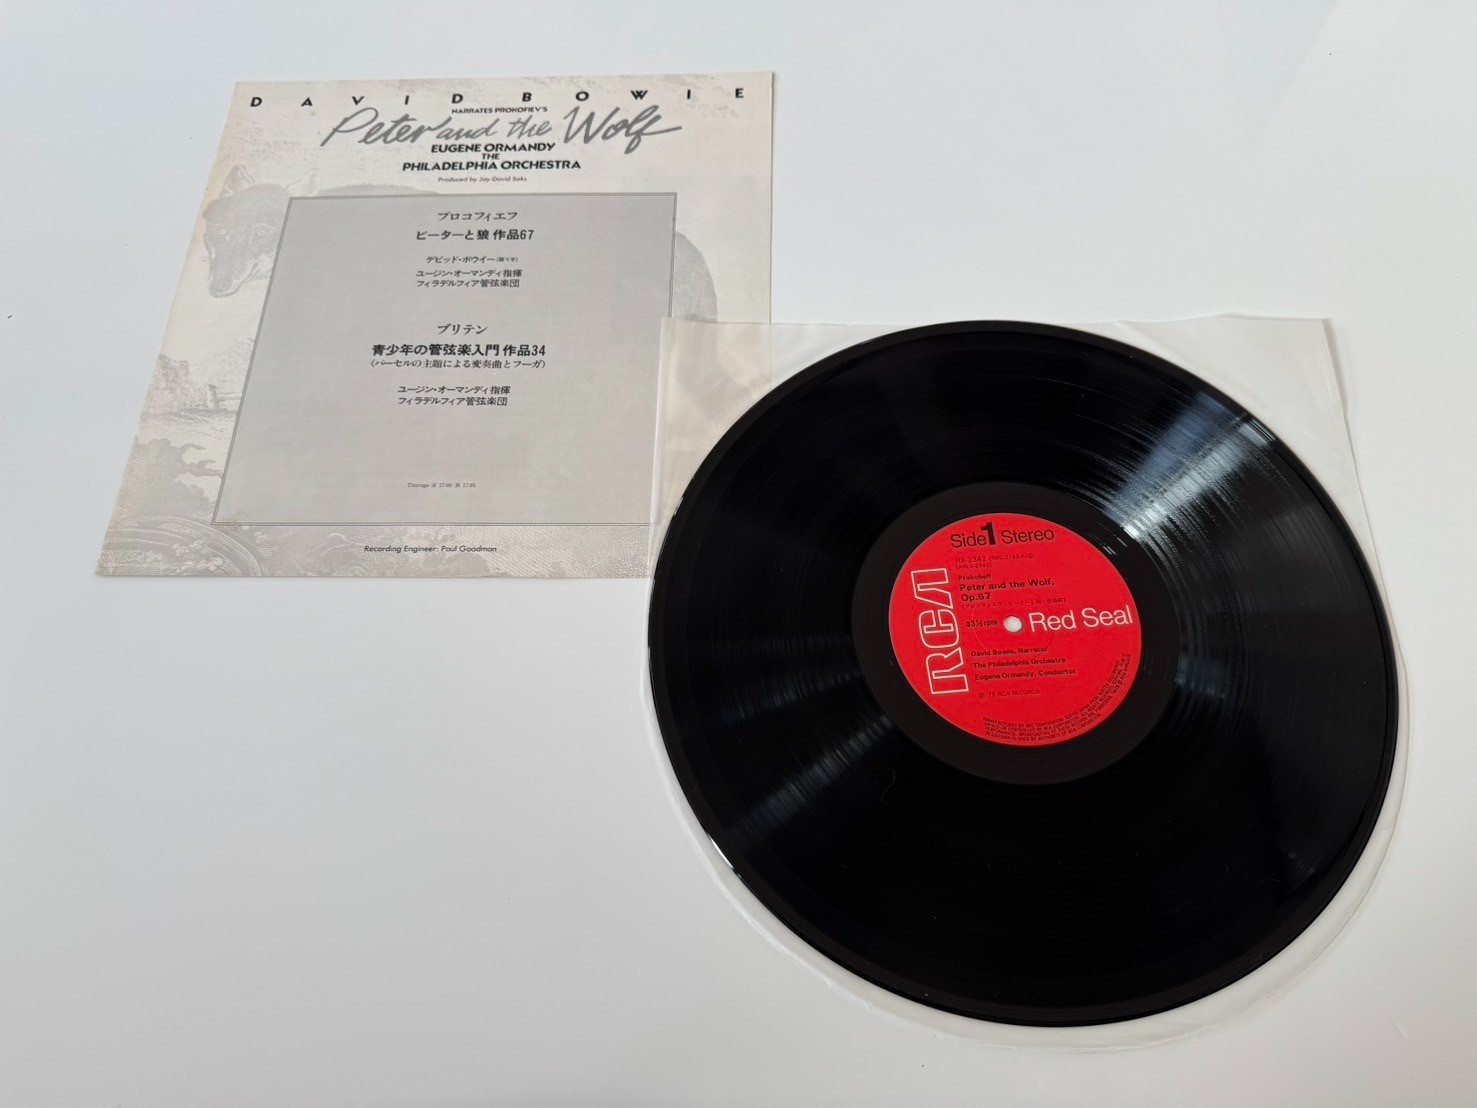 DAVID BOWIE
NARRATES PROKOFIEV'S
Peter and the Wolf
EUGENE ORMANDY
THE
PHILADELPHIA ORCHESTRA
Produced by Jay David Saks
プロコフィエフ
ピーターと狼 作品67
デビッド・ボウイー(語り手)
ユージン・オーマンディ指揮
フィラデルフィア管弦楽団
ブリテン
青少年の管弦楽入門 作品34
(パーセルの主題による変奏曲とフーガ)
ユージン・オーマンディ指揮
フィラデルフィア管弦楽団
Recording Engineer: Paul Goodman
Side 1 Stereo
Prokofieff
Peter and the Wolf,
Op.67
33⅓rpm
RCA
Red Seal
David Bowie, Narrator
The Philadelphia Orchestra
Eugene Ormandy, Conductor
RCA RECORDS